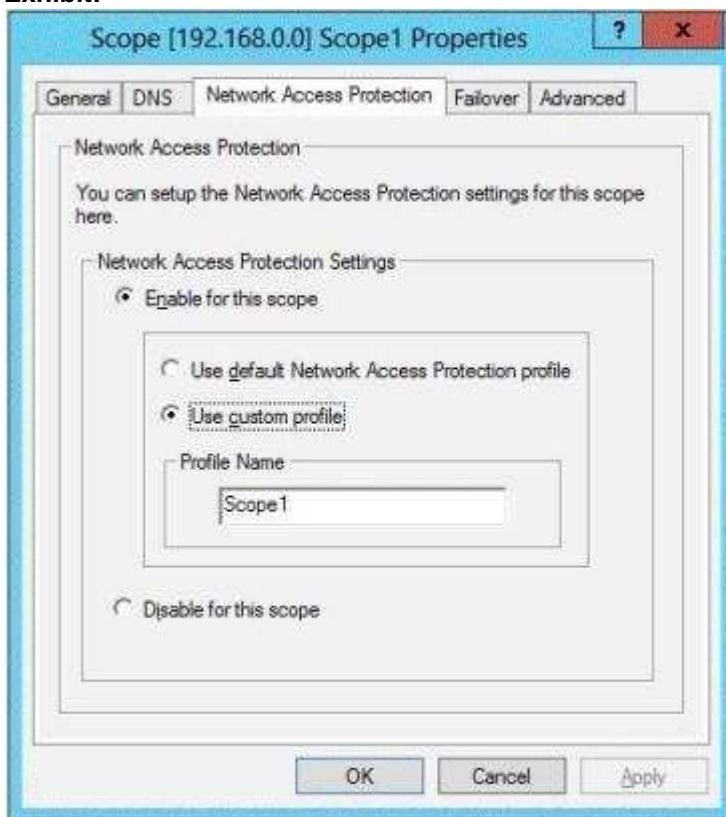 Exhibit:
Scope [192.168.0.0] Scope1 Properties ? x
General DNS Network Access Protection Failover Advanced
Network Access Protection
You can setup the Network Access Protection settings for this scope
here.
Network Access Protection Settings
Enable for this scope
Use default Network Access Protection profile
Use custom profile
Profile Name
Scope1
Disable for this scope
OK Cancel Apply